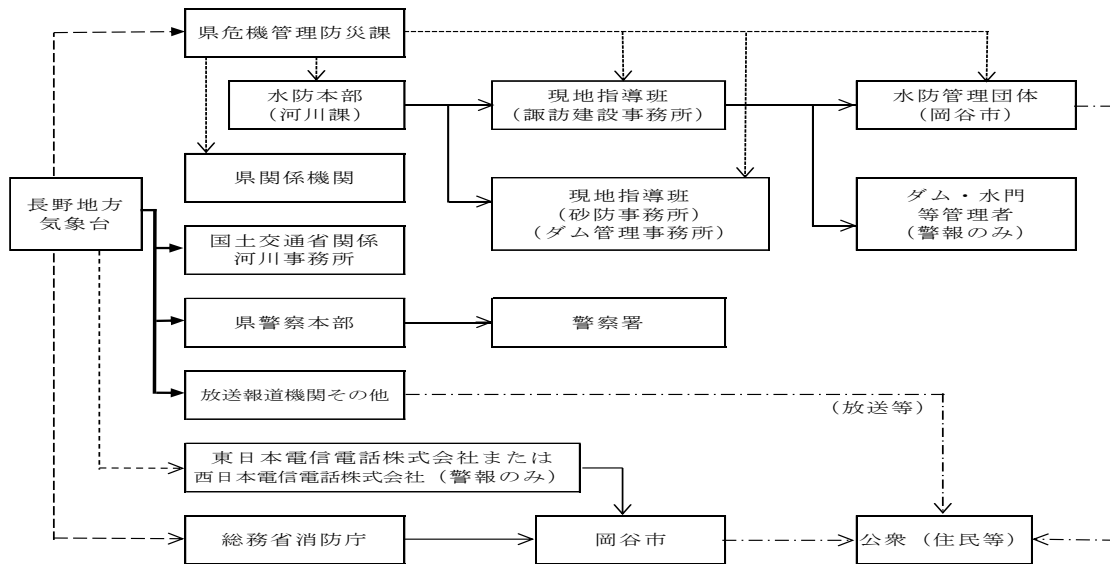 県危機管理防災課
水防本部
(河川課)
現地指導班
(諏訪建設事務所)
水防管理団体
(岡谷市)
県関係機関
長野地方
気象台
現地指導班
(砂防事務所)
(ダム管理事務所)
ダム・水門
等管理者
(警報のみ)
国土交通省関係
河川事務所
県警察本部
警察署
放送報道機関その他
(放送等)
東日本電信電話株式会社または
西日本電信電話株式会社(警報のみ)
総務省消防庁
岡谷市
公衆(住民等)